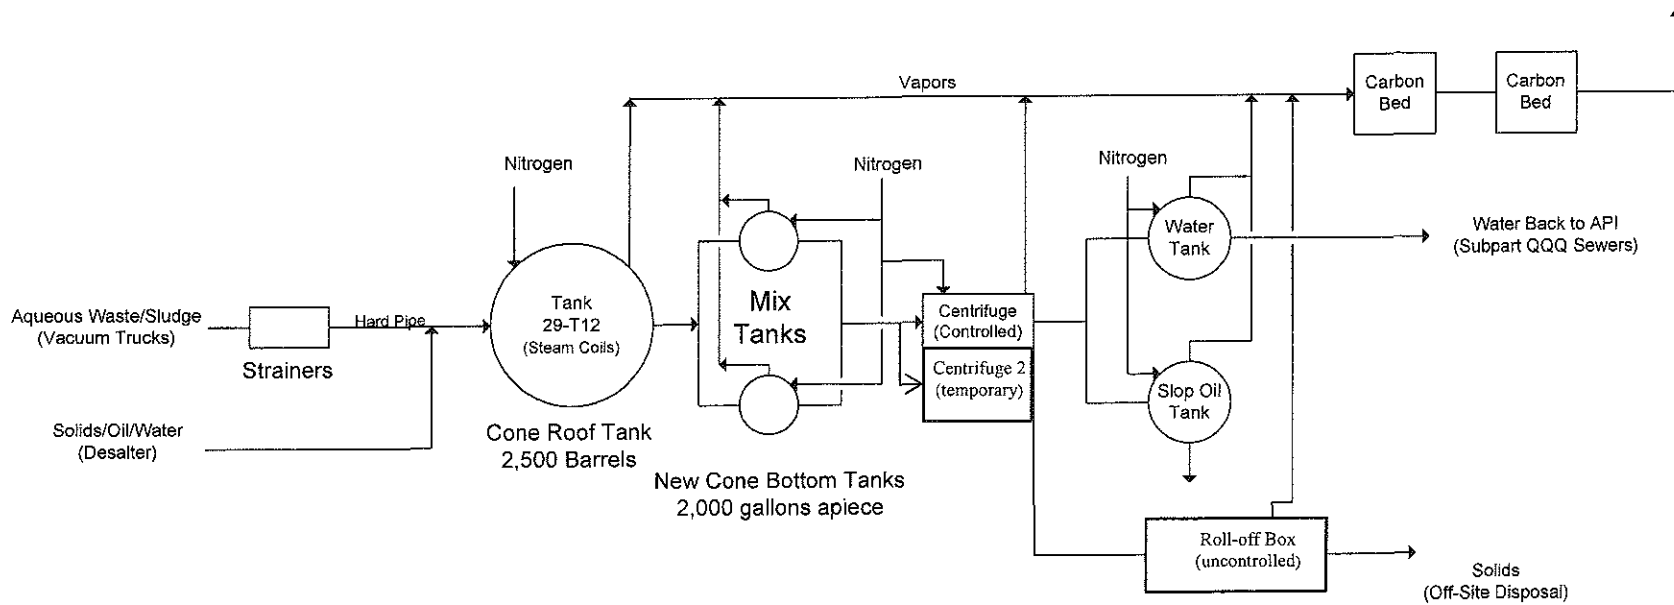 Vapors
Carbon
Bed
Carbon
Bed
Nitrogen
Nitrogen
Nitrogen
Water
Tank
Water Back to API
(Subpart QQQ Sewers)
Aqueous Waste/Sludge
(Vacuum Trucks)
Strainers
Hard Pipe
Tank
29-T12
(Steam Coils)
Mix
Tanks
Centrifuge
(Controlled)
Centrifuge 2
(temporary)
Slop Oil
Tank
Solids/Oil/Water
(Desalter)
Cone Roof Tank
2,500 Barrels
New Cone Bottom Tanks
2,000 gallons apiece
Roll-off Box
(uncontrolled)
Solids
(Off-Site Disposal)